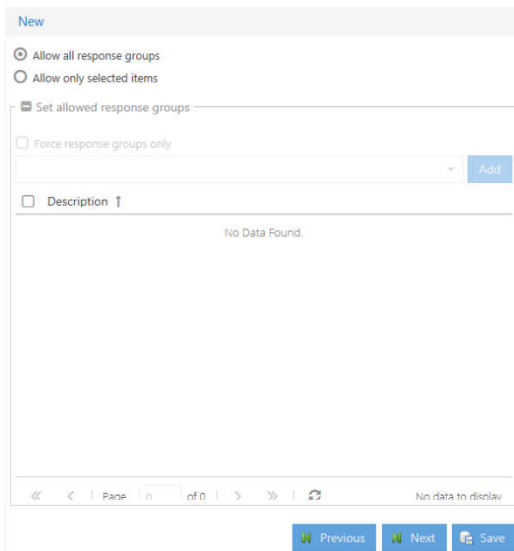 New
Allow all response groups
Allow only selected items
Set allowed response groups
Force response groups only
Add
Description ↑
No Data Found.
Page 0 of 0 No data to display
Previous Next Save